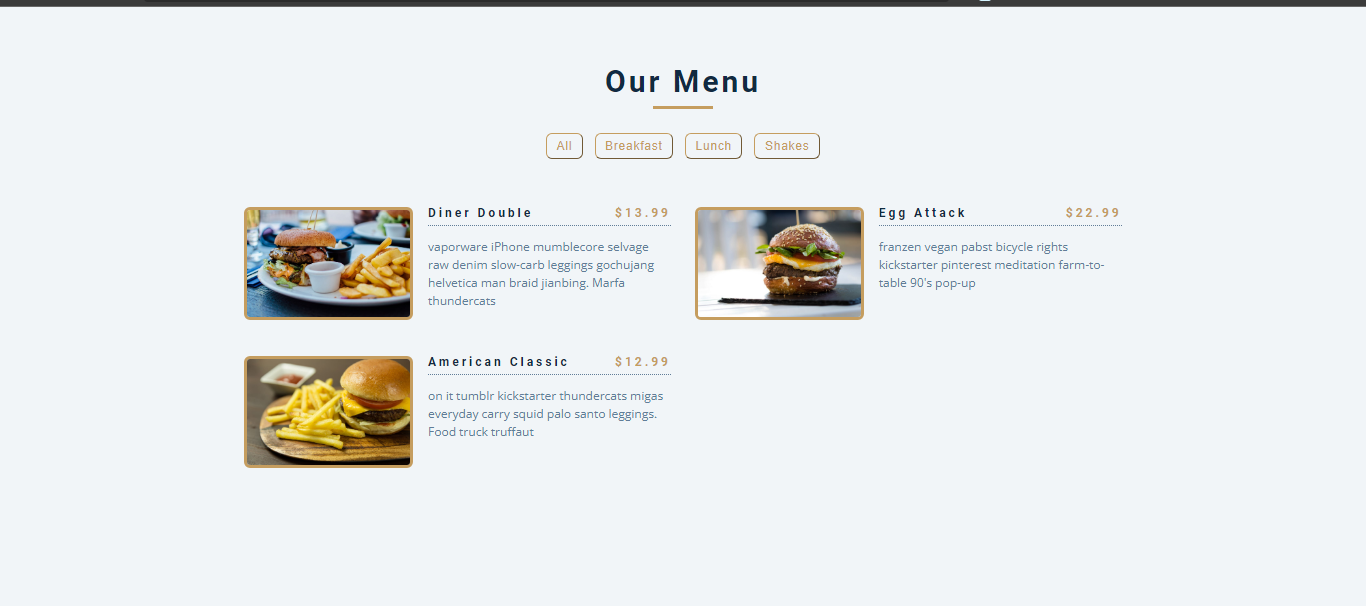 Our Menu
All Breakfast Lunch Shakes
Diner Double $13.99
vaporware iPhone mumblecore selvage
raw denim slow-carb leggings gochujang
helvetica man braid jianbing. Marfa
thundercats
Egg Attack $22.99
franzen vegan pabst bicycle rights
kickstarter pinterest meditation farm-to-
table 90's pop-up
American Classic $12.99
on it tumblr kickstarter thundercats migas
everyday carry squid palo santo leggings.
Food truck truffaut